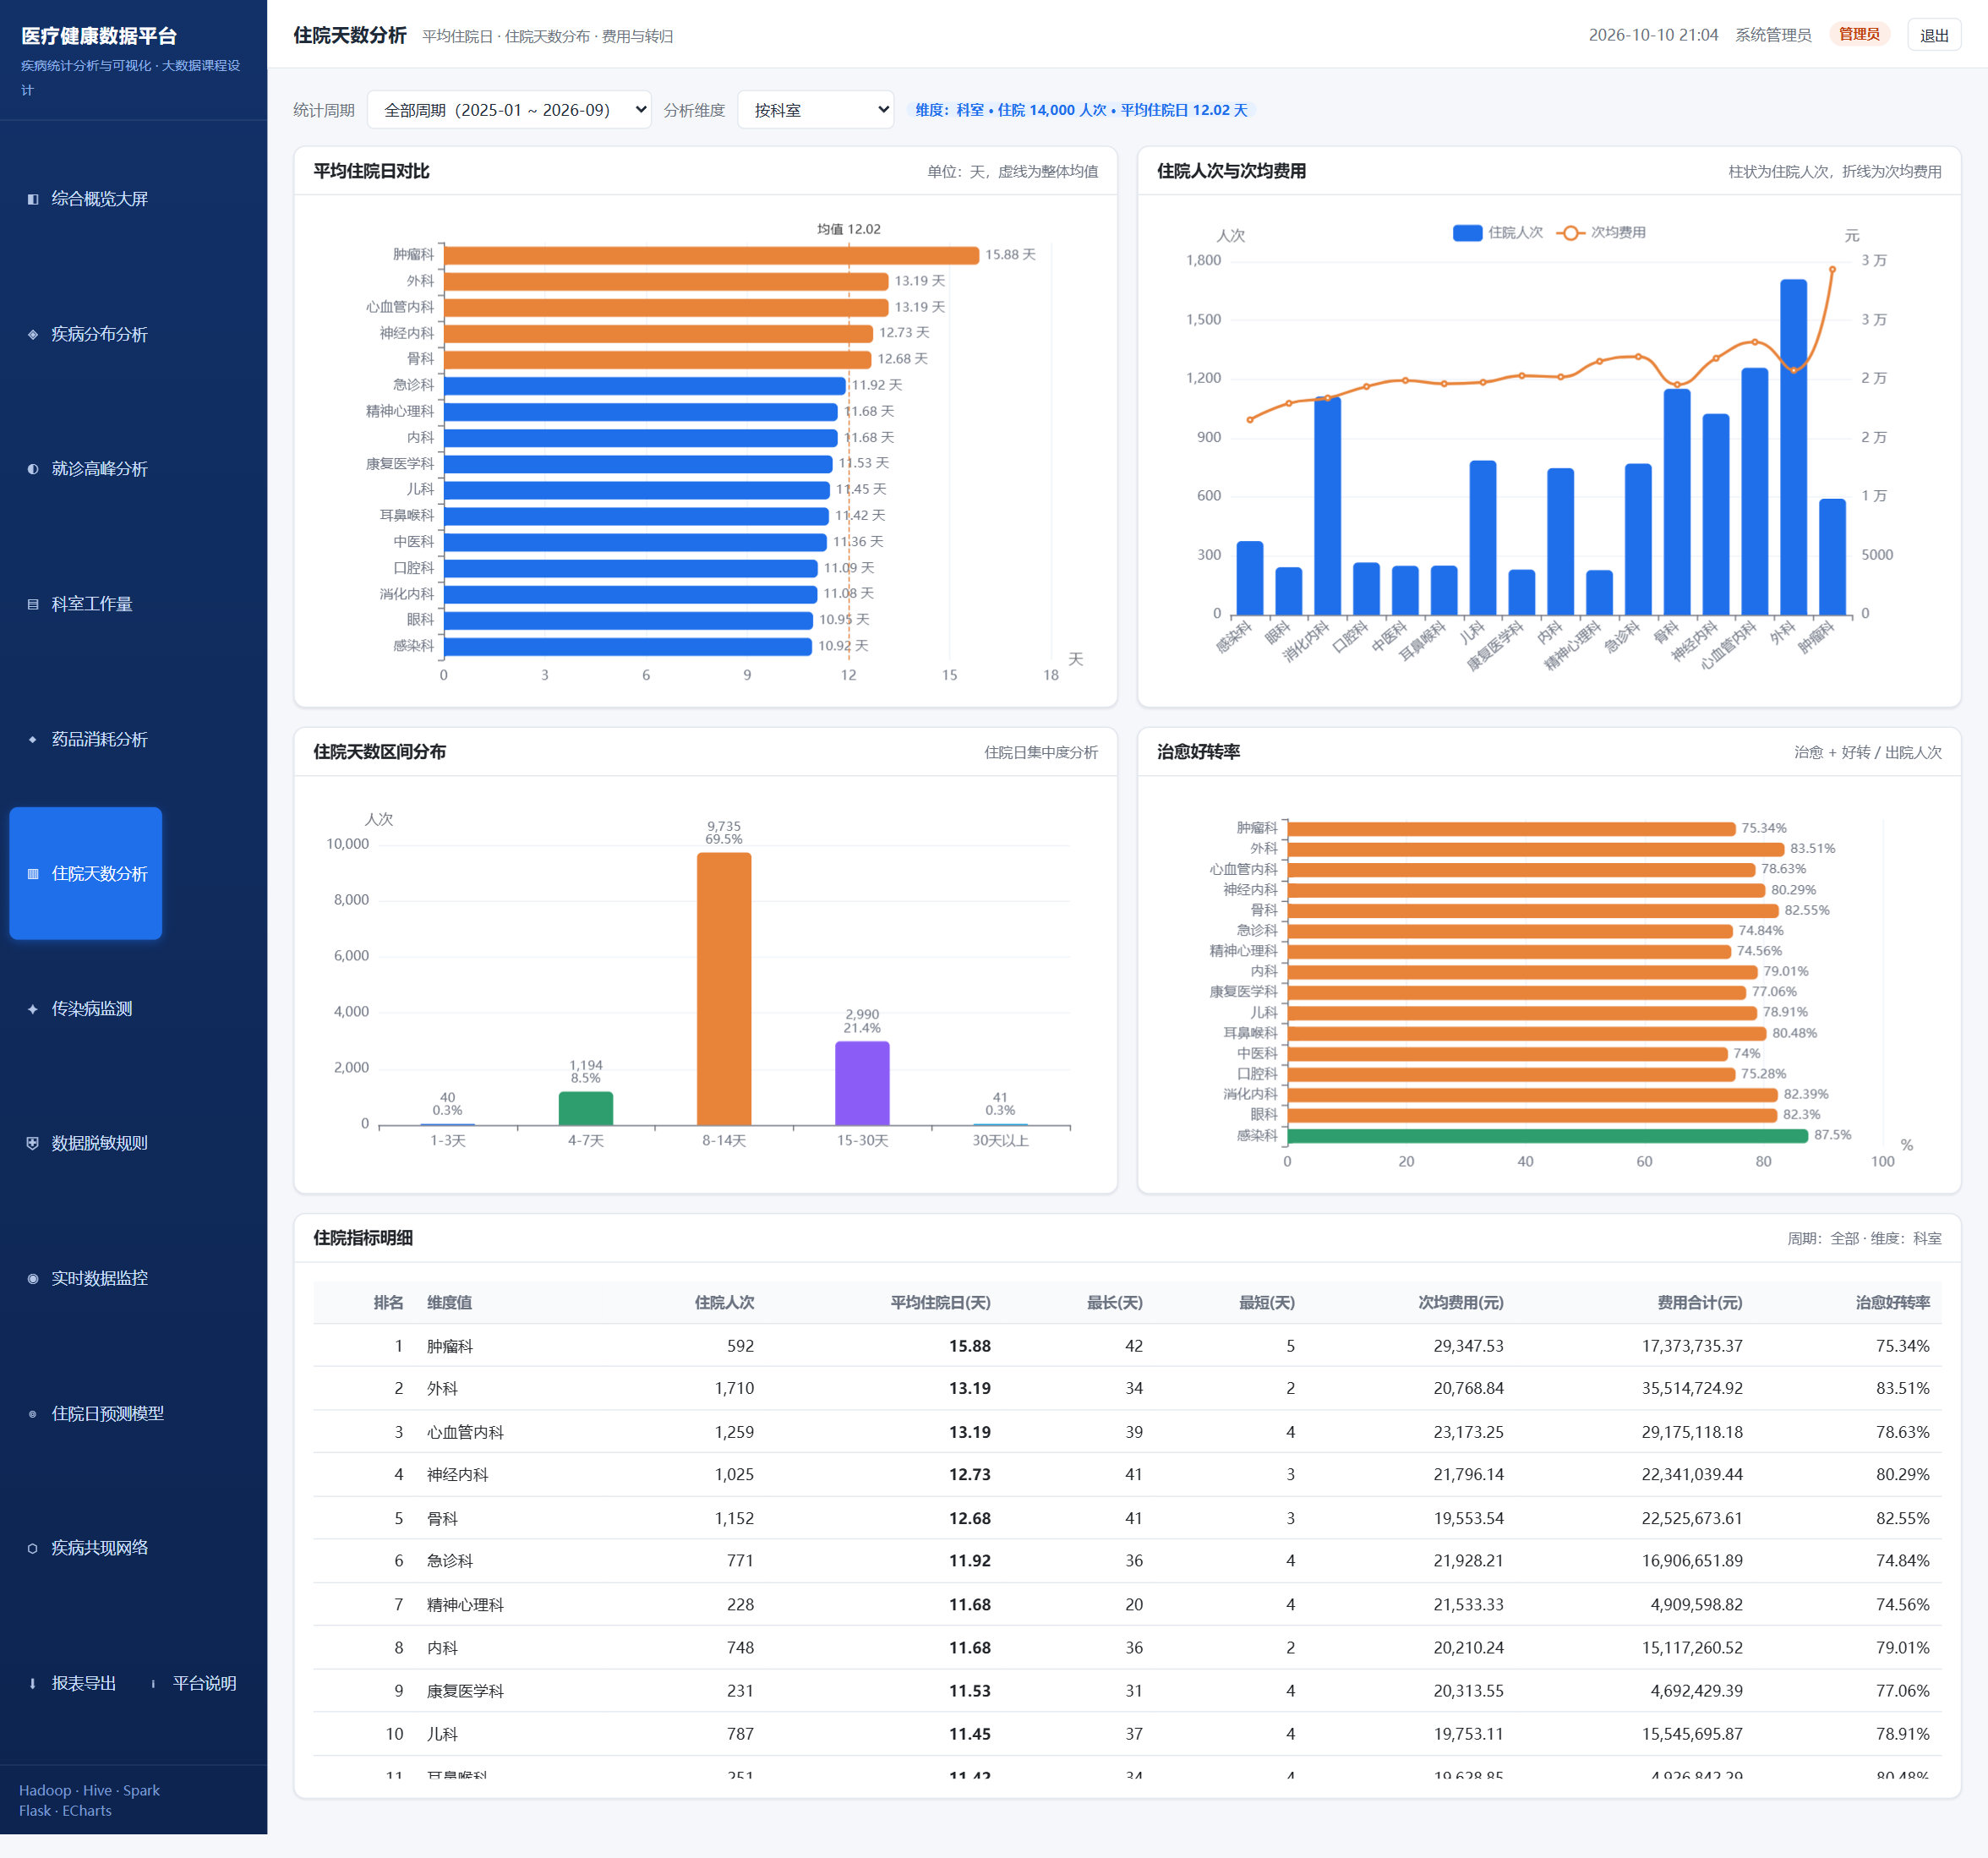 医疗健康数据平台
疾病统计分析与可视化 · 大数据课程设
计
综合概览大屏
疾病分布分析
就诊高峰分析
科室工作量
药品消耗分析
住院天数分析
传染病监测
数据脱敏规则
实时数据监控
住院日预测模型
疾病共现网络
报表导出
平台说明
Hadoop · Hive · Spark
Flask · ECharts
住院天数分析 平均住院日 · 住院天数分布 · 费用与转归
2026-10-10 21:04 系统管理员 管理员 退出
统计周期 全部周期（2025-01 ~ 2026-09） 分析维度 按科室 维度：科室 • 住院 14,000 人次 • 平均住院日 12.02 天
平均住院日对比 单位：天，虚线为整体均值
均值 12.02
肿瘤科 15.88 天
外科 13.19 天
心血管内科 13.19 天
神经内科 12.73 天
骨科 12.68 天
急诊科 11.92 天
精神心理科 11.68 天
内科 11.68 天
康复医学科 11.53 天
儿科 11.45 天
耳鼻喉科 11.42 天
中医科 11.36 天
口腔科 11.09 天
消化内科 11.08 天
眼科 10.95 天
感染科 10.92 天
天
0 3 6 9 12 15 18
住院人次与次均费用 柱状为住院人次，折线为次均费用
住院人次 次均费用
人次 元
1,800 3 万
1,500 3 万
1,200 2 万
900 2 万
600 1 万
300 5000
0 0
感染科 眼科 消化内科 口腔科 中医科 耳鼻喉科 儿科 康复医学科 内科 精神心理科 急诊科 骨科 神经内科 心血管内科 外科 肿瘤科
住院天数区间分布 住院日集中度分析
人次
10,000
8,000
6,000
4,000
2,000
0
40
0.3%
1,194
8.5%
9,735
69.5%
2,990
21.4%
41
0.3%
1-3天 4-7天 8-14天 15-30天 30天以上
治愈好转率 治愈 + 好转 / 出院人次
肿瘤科 75.34%
外科 83.51%
心血管内科 78.63%
神经内科 80.29%
骨科 82.55%
急诊科 74.84%
精神心理科 74.56%
内科 79.01%
康复医学科 77.06%
儿科 78.91%
耳鼻喉科 80.48%
中医科 74%
口腔科 75.28%
消化内科 82.39%
眼科 82.3%
感染科 87.5%
%
0 20 40 60 80 100
住院指标明细 周期：全部 · 维度：科室
排名 维度值 住院人次 平均住院日(天) 最长(天) 最短(天) 次均费用(元) 费用合计(元) 治愈好转率
1 肿瘤科 592 15.88 42 5 29,347.53 17,373,735.37 75.34%
2 外科 1,710 13.19 34 2 20,768.84 35,514,724.92 83.51%
3 心血管内科 1,259 13.19 39 4 23,173.25 29,175,118.18 78.63%
4 神经内科 1,025 12.73 41 3 21,796.14 22,341,039.44 80.29%
5 骨科 1,152 12.68 41 3 19,553.54 22,525,673.61 82.55%
6 急诊科 771 11.92 36 4 21,928.21 16,906,651.89 74.84%
7 精神心理科 228 11.68 20 4 21,533.33 4,909,598.82 74.56%
8 内科 748 11.68 36 2 20,210.24 15,117,260.52 79.01%
9 康复医学科 231 11.53 31 4 20,313.55 4,692,429.39 77.06%
10 儿科 787 11.45 37 4 19,753.11 15,545,695.87 78.91%
11 耳鼻喉科 251 11.42 34 4 19,628.85 4,926,842.29 80.48%